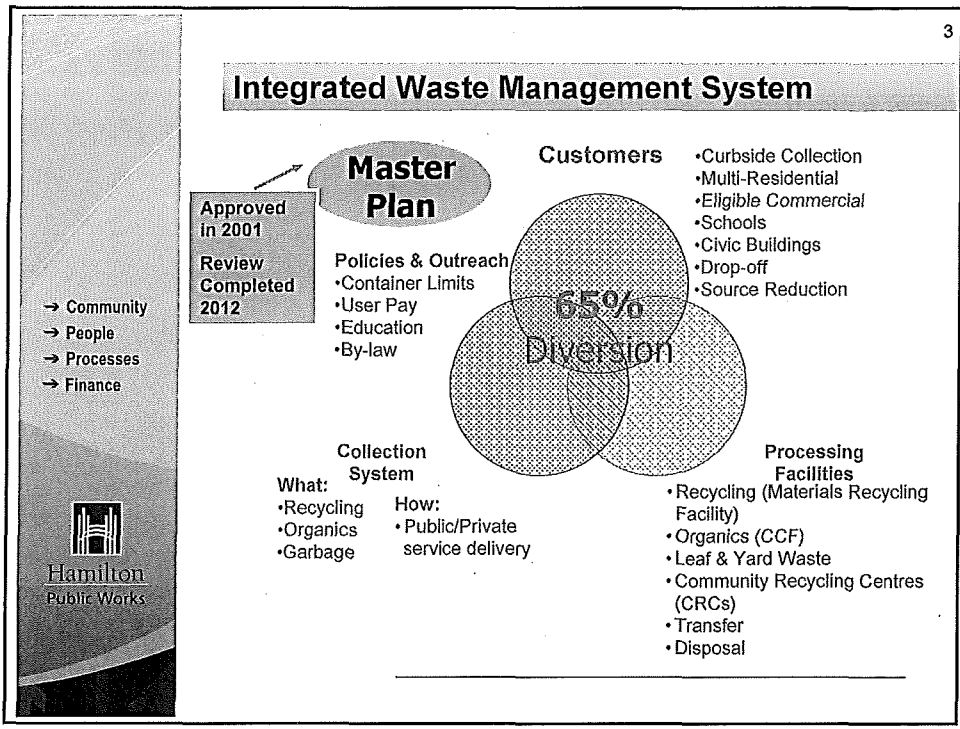 3
Integrated Waste Management System
Master
Plan
Approved
in 2001
Review
Completed
2012
Policies & Outreach
•Container Limits
•User Pay
•Education
•By-law
Customers
•Curbside Collection
•Multi-Residential
•Eligible Commercial
•Schools
•Civic Buildings
•Drop-off
•Source Reduction
65%
Diversion
→ Community
→ People
→ Processes
→ Finance
Collection
System
What:
•Recycling
•Organics
•Garbage
How:
• Public/Private
service delivery
Processing
Facilities
• Recycling (Materials Recycling
Facility)
• Organics (CCF)
• Leaf & Yard Waste
• Community Recycling Centres
(CRCs)
• Transfer
• Disposal
Hamilton
Public Works